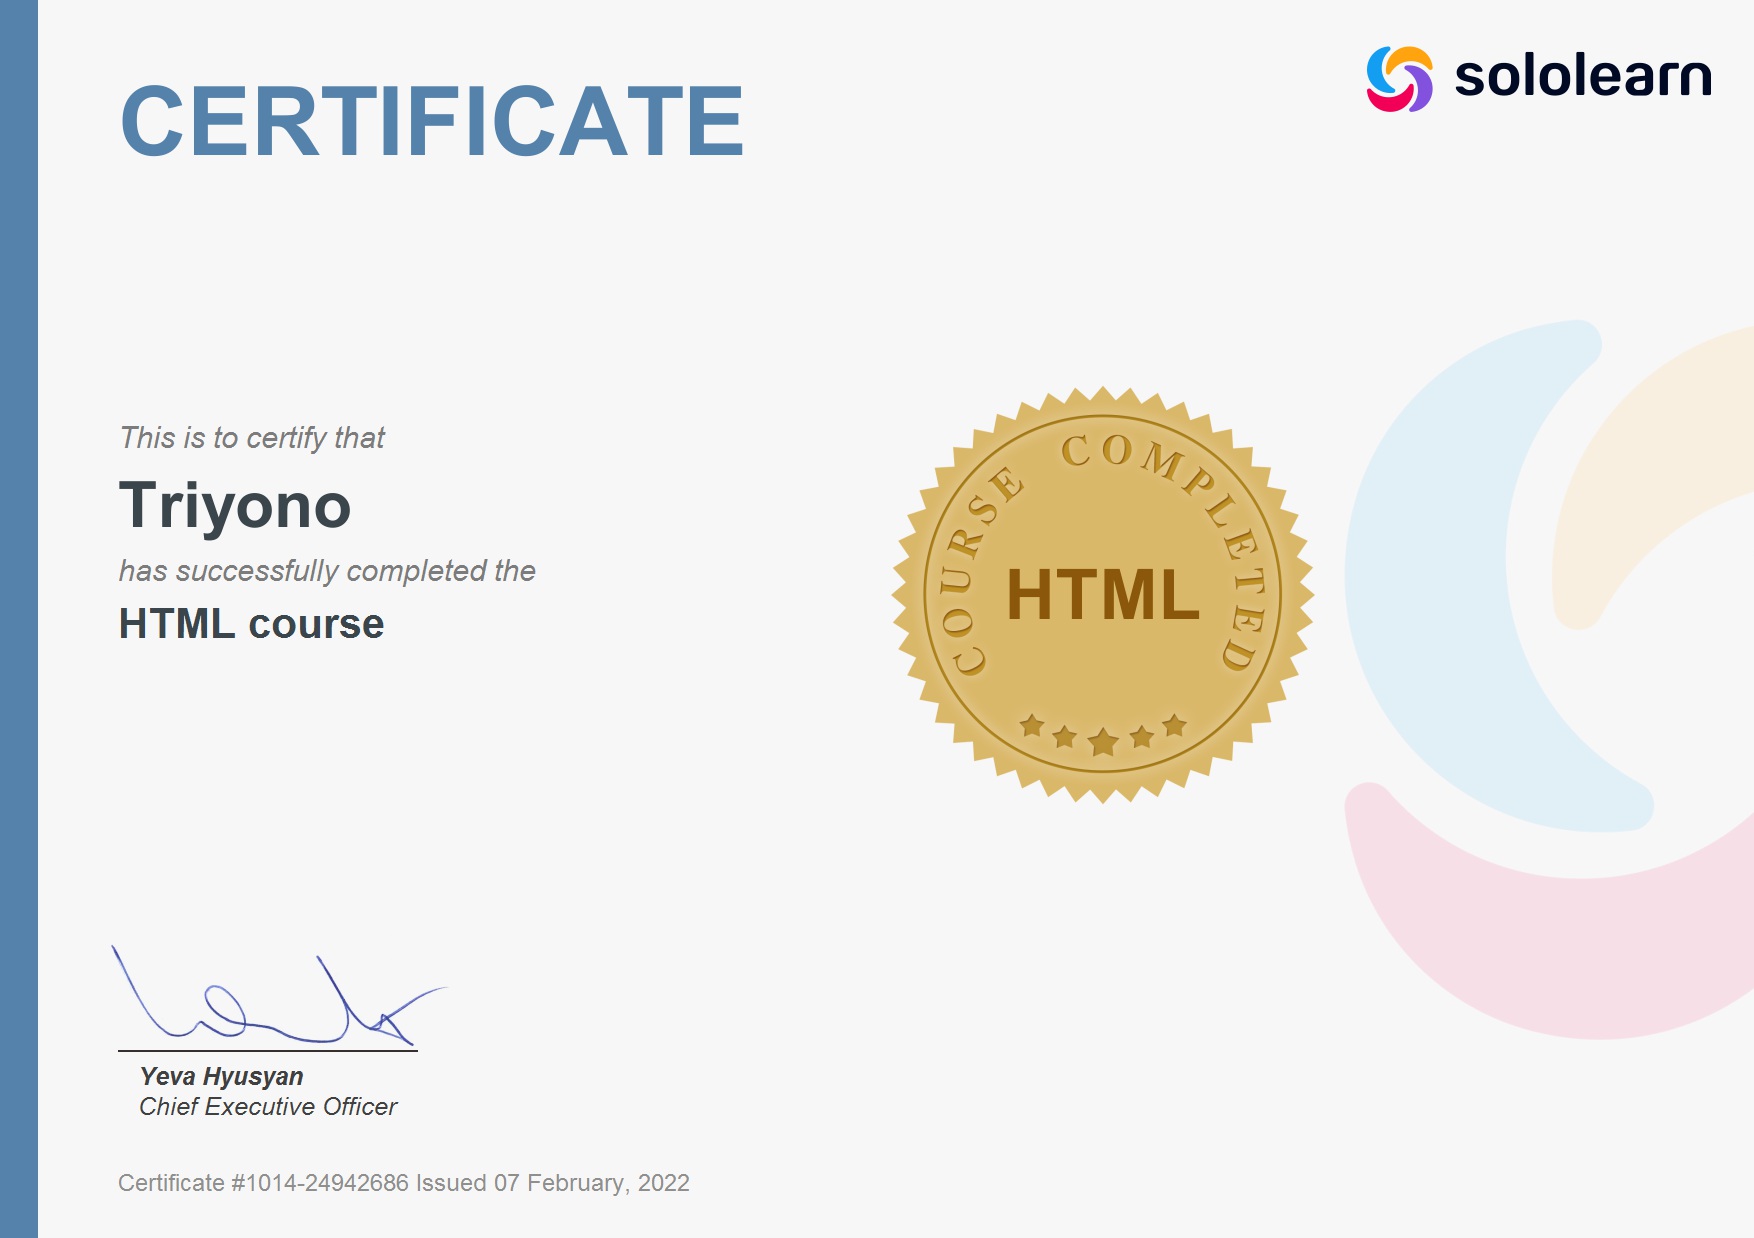 sololearn
CERTIFICATE
This is to certify that
Triyono
has successfully completed the
HTML course
COURSE COMPLETED
HTML
Yeva Hyusyan
Chief Executive Officer
Certificate #1014-24942686 Issued 07 February, 2022